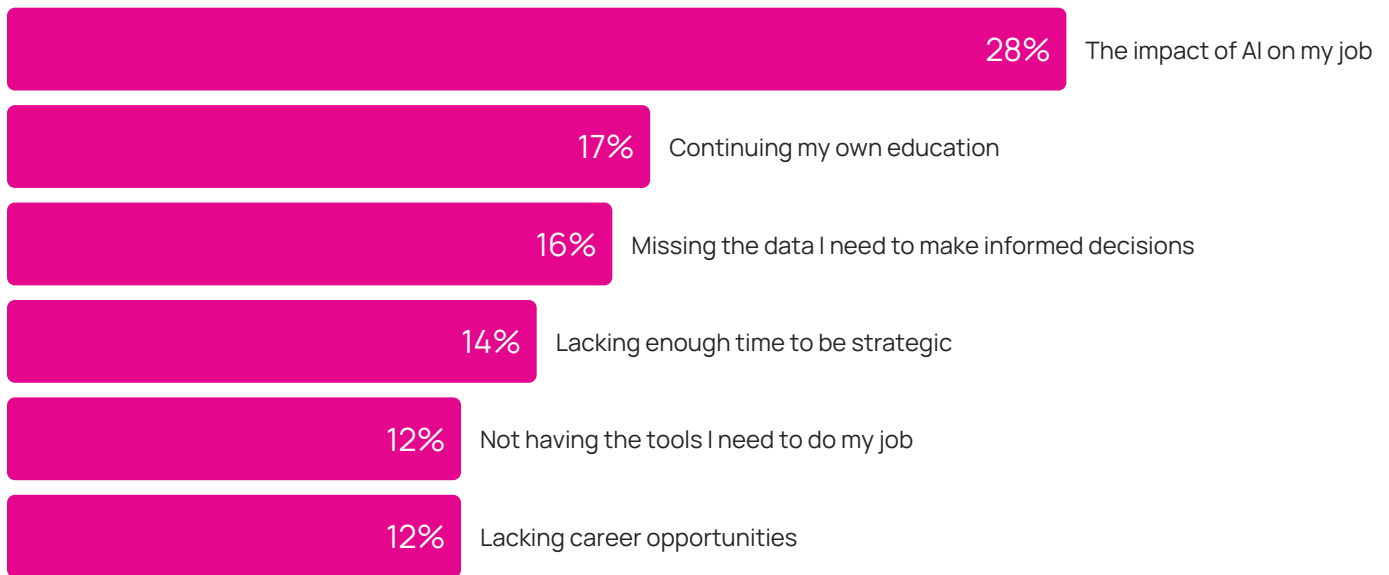 28% The impact of AI on my job
17% Continuing my own education
16% Missing the data I need to make informed decisions
14% Lacking enough time to be strategic
12% Not having the tools I need to do my job
12% Lacking career opportunities